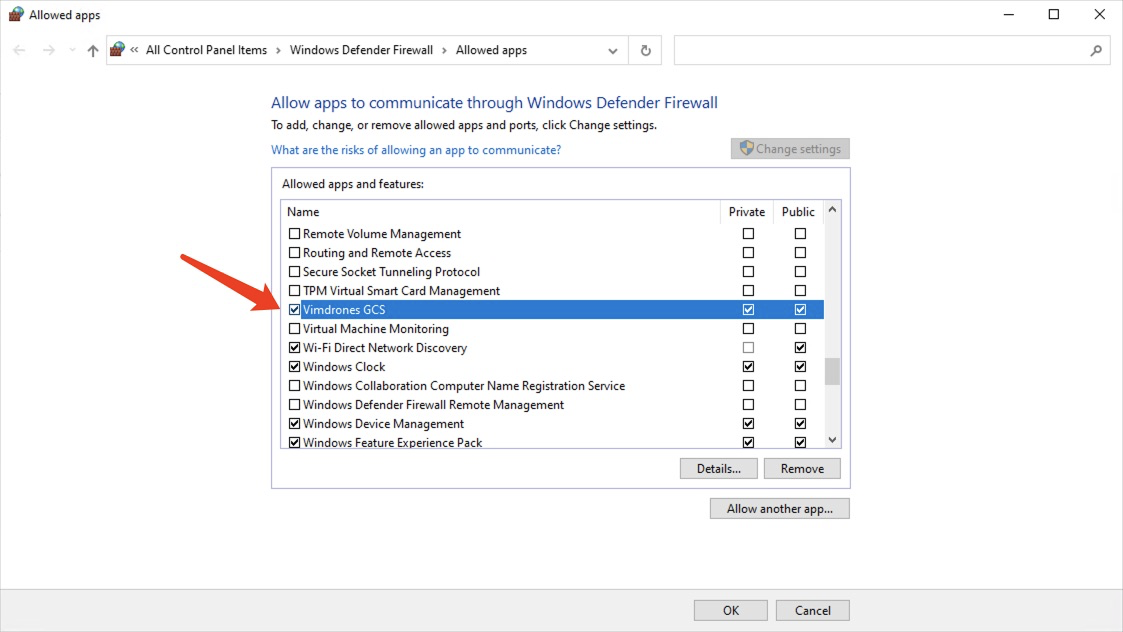 Allowed apps
« All Control Panel Items › Windows Defender Firewall › Allowed apps
Allow apps to communicate through Windows Defender Firewall
To add, change, or remove allowed apps and ports, click Change settings.
What are the risks of allowing an app to communicate?
Change settings
Allowed apps and features:
Name Private Public
Remote Volume Management
Routing and Remote Access
Secure Socket Tunneling Protocol
TPM Virtual Smart Card Management
Vimdrones GCS
Virtual Machine Monitoring
Wi-Fi Direct Network Discovery
Windows Clock
Windows Collaboration Computer Name Registration Service
Windows Defender Firewall Remote Management
Windows Device Management
Windows Feature Experience Pack
Details... Remove
Allow another app...
OK Cancel